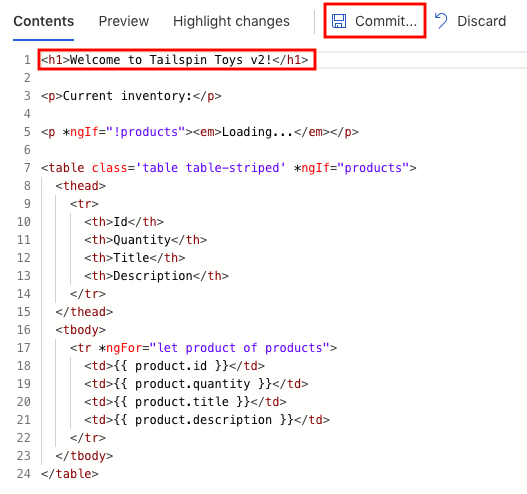 Contents Preview Highlight changes Commit... Discard
1 <h1>Welcome to Tailspin Toys v2!</h1>
2
3 <p>Current inventory:</p>
4
5 <p *ngIf="!products"><em>Loading...</em></p>
6
7 <table class='table table-striped' *ngIf="products">
8   <thead>
9     <tr>
10       <th>Id</th>
11       <th>Quantity</th>
12       <th>Title</th>
13       <th>Description</th>
14     </tr>
15   </thead>
16   <tbody>
17     <tr *ngFor="let product of products">
18       <td>{{ product.id }}</td>
19       <td>{{ product.quantity }}</td>
20       <td>{{ product.title }}</td>
21       <td>{{ product.description }}</td>
22     </tr>
23   </tbody>
24 </table>